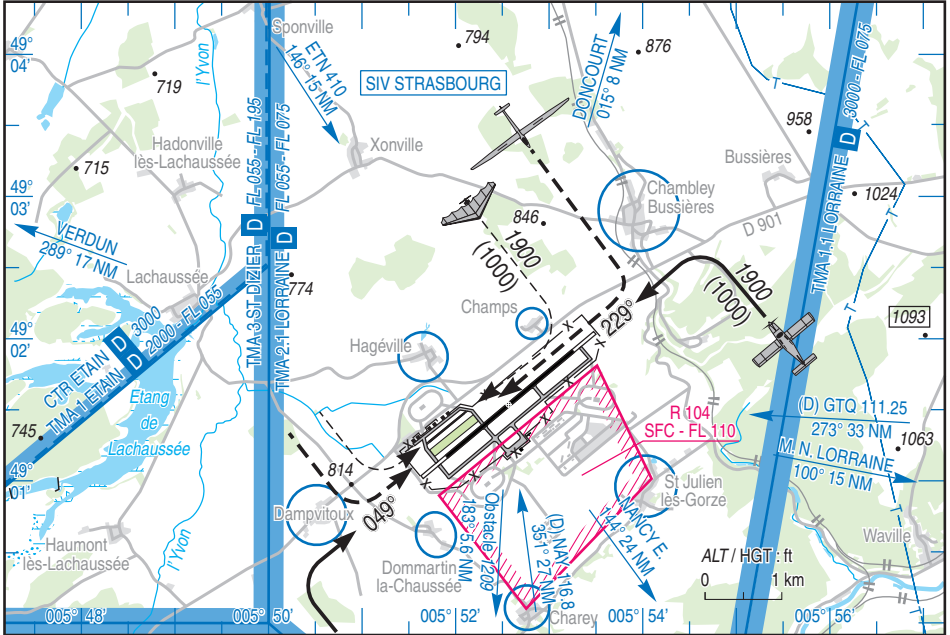 49°
04'
Sponville
794
876
719
l'Yvon
ETN 410
146° 15 NM
SIV STRASBOURG
DONCOURT
015° 8 NM
3000 - FL 075
D
TMA 1.1 LORRAINE
T
T
958
Hadonville
lès-Lachaussée
Xonville
715
Bussières
FL 055 - FL 195
D
TMA 3 ST DIZIER
FL 055 - FL 075
D
TMA 2.1 LORRAINE
49°
03'
Chambley
Bussières
1024
T
VERDUN
289° 17 NM
846
D 901
1900
(1000)
Lachaussée
774
1900
(1000)
T
Champs
229°
1093
49°
02'
3000
D
CTR ETAIN
2000 - FL 055
D
TMA 1 ETAIN
Hagéville
Etang
de
Lachaussée
R 104
SFC - FL 110
(D) GTQ 111.25
273° 33 NM
745
T
1063
M. N. LORRAINE
100° 15 NM
49°
01'
814
St Julien
lès-Gorze
Dampvitoux
049°
Obstacle 1209
183° 5.6 NM
(D) NAY 116.8
351° 27 NM
NANCY E.
144° 24 NM
Waville
Haumont
lès-Lachaussée
l'Yvon
Dommartin
la-Chaussée
ALT / HGT : ft
0
1 km
T
005° 48'
005° 50'
005° 52'
Charey
005° 54'
005° 56'